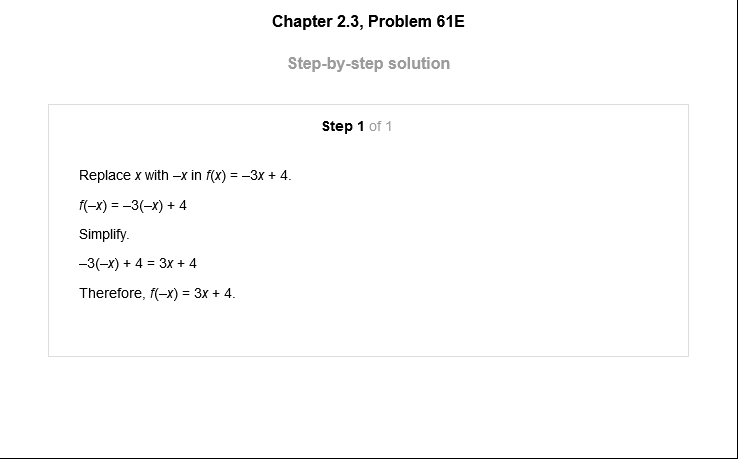 Chapter 2.3, Problem 61E
Step-by-step solution
Step 1 of 1
Replace x with –x in f(x) = –3x + 4.
f(–x) = –3(–x) + 4
Simplify.
–3(–x) + 4 = 3x + 4
Therefore, f(–x) = 3x + 4.